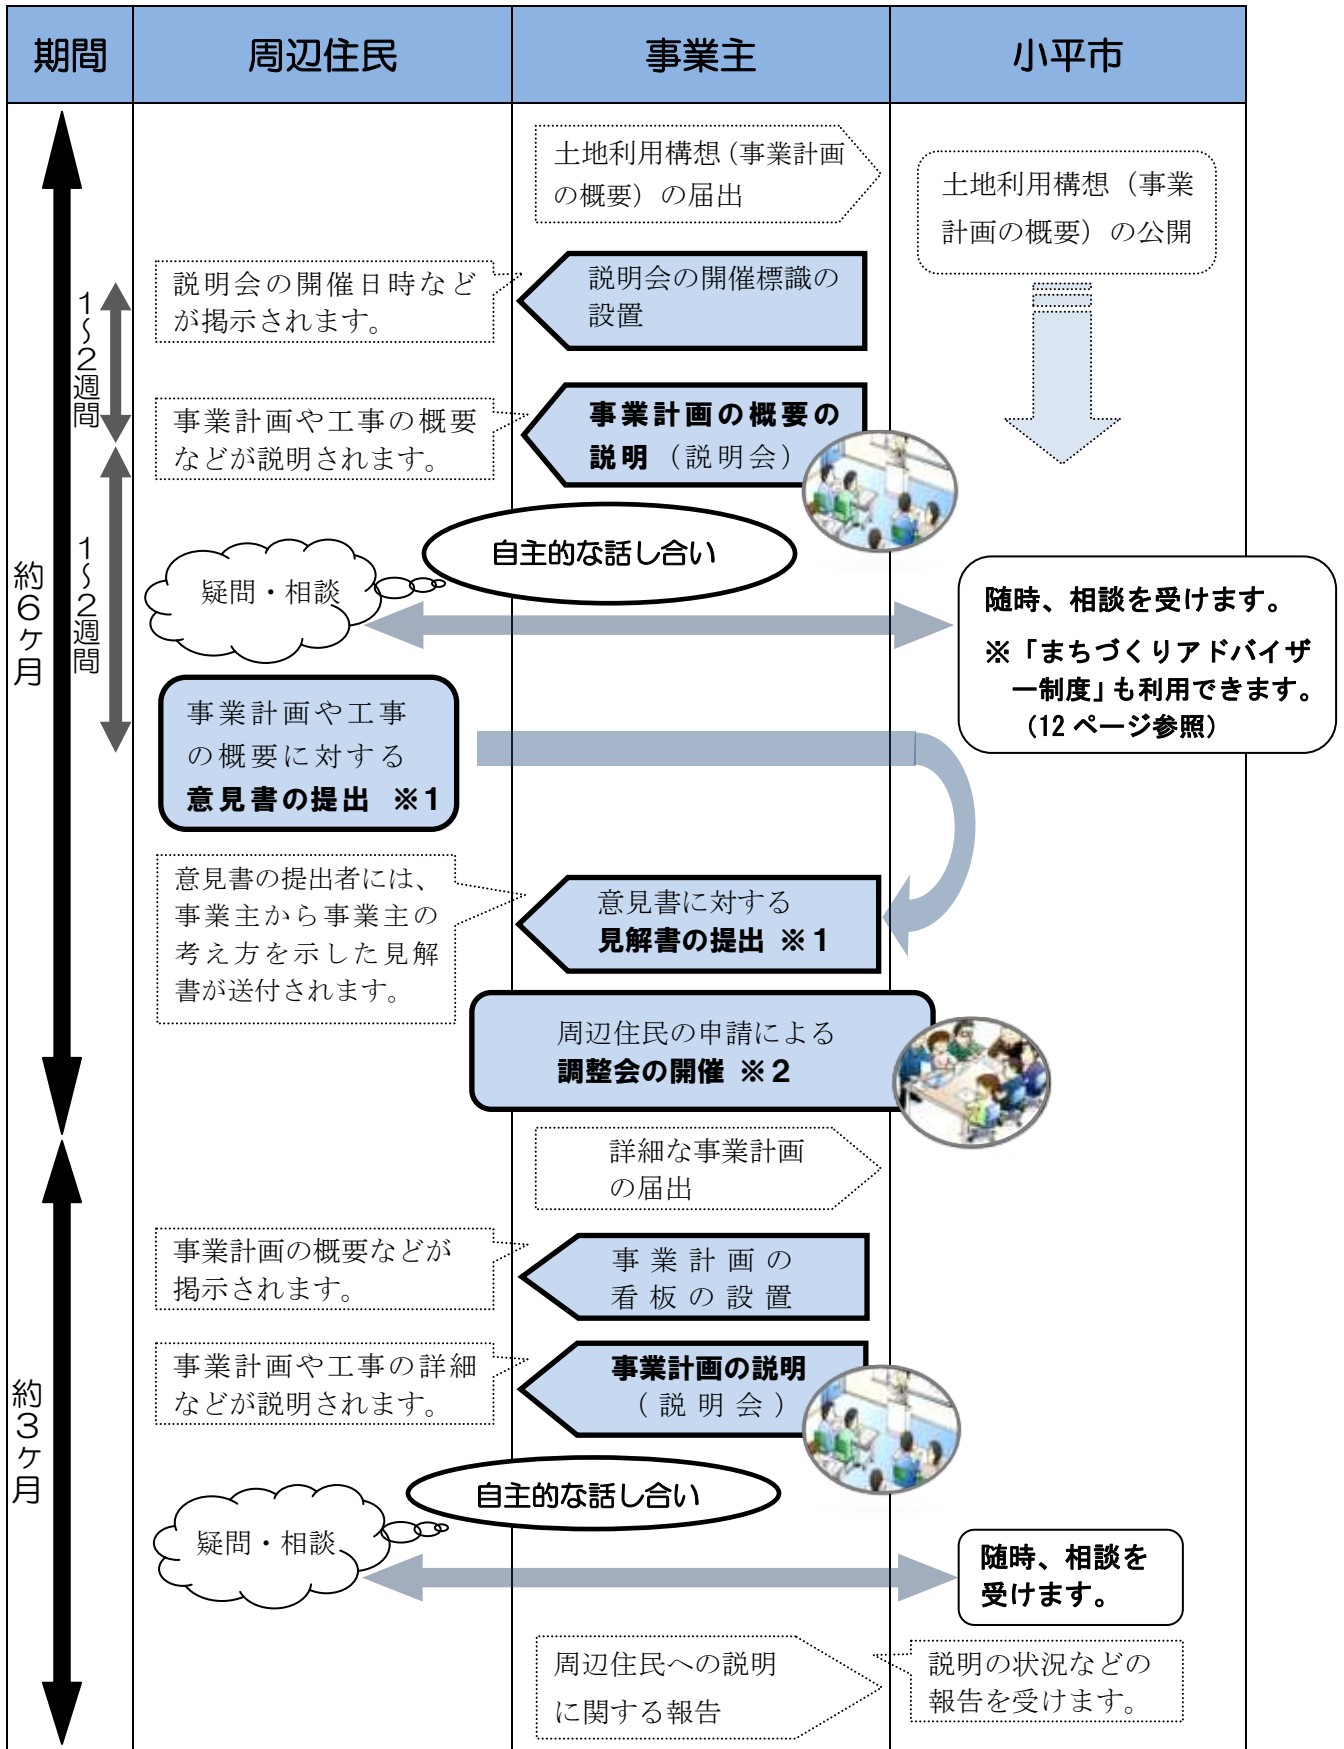 期間
周辺住民
事業主
小平市
土地利用構想（事業計画
の概要）の届出
土地利用構想（事業
計画の概要）の公開
説明会の開催日時など
が掲示されます。
説明会の開催標識の
設置
1～2週間
事業計画や工事の概要
などが説明されます。
事業計画の概要の
説明（説明会）
自主的な話し合い
約6ヶ月
1～2週間
疑問・相談
随時、相談を受けます。
※「まちづくりアドバイザ
ー制度」も利用できます。
（12 ページ参照）
事業計画や工事
の概要に対する
意見書の提出 ※1
意見書の提出者には、
事業主から事業主の
考え方を示した見解
書が送付されます。
意見書に対する
見解書の提出 ※1
周辺住民の申請による
調整会の開催 ※2
詳細な事業計画
の届出
事業計画の概要などが
掲示されます。
事業計画の
看板の設置
約3ヶ月
事業計画や工事の詳細
などが説明されます。
事業計画の説明
（説明会）
自主的な話し合い
疑問・相談
随時、相談を
受けます。
周辺住民への説明
に関する報告
説明の状況などの
報告を受けます。